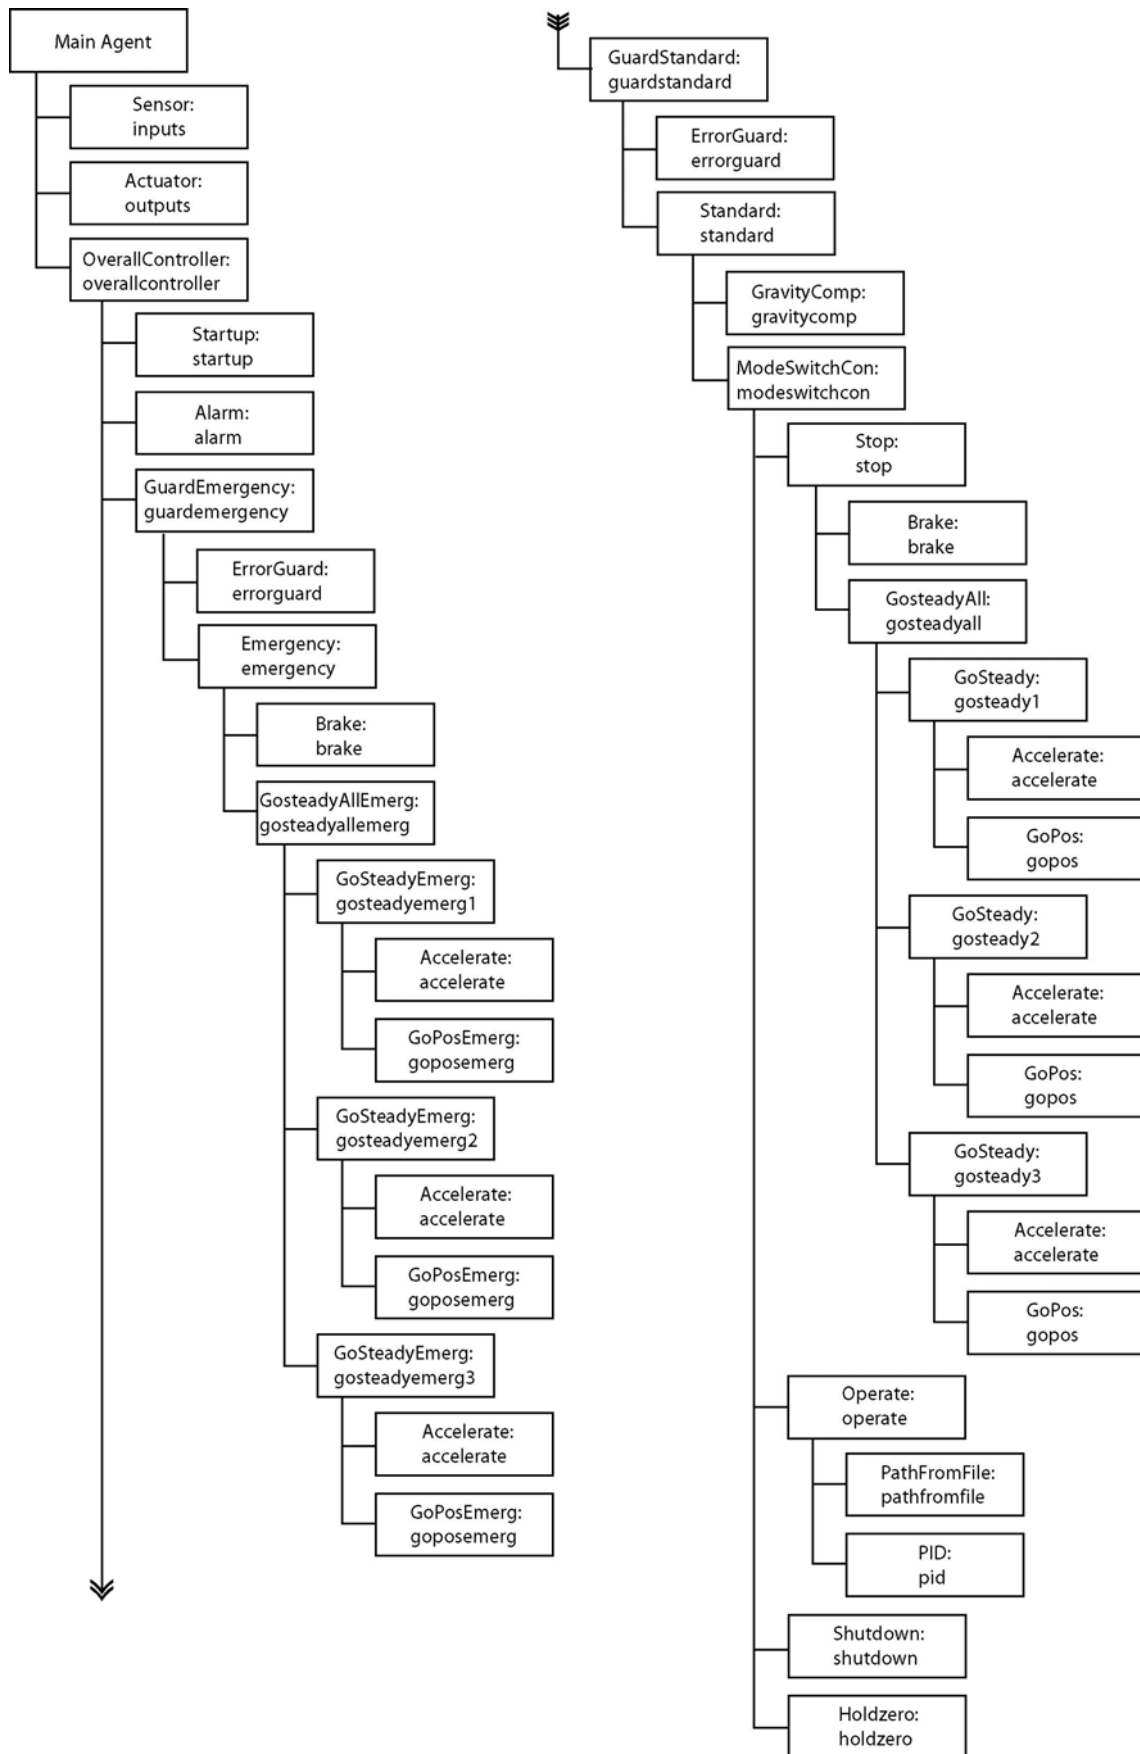 Main Agent
Sensor:
inputs
Actuator:
outputs
OverallController:
overallcontroller
Startup:
startup
Alarm:
alarm
GuardEmergency:
guardemergency
ErrorGuard:
errorguard
Emergency:
emergency
Brake:
brake
GosteadyAllEmerg:
gosteadyallemerg
GoSteadyEmerg:
gosteadyemerg1
Accelerate:
accelerate
GoPosEmerg:
goposemerg
GoSteadyEmerg:
gosteadyemerg2
Accelerate:
accelerate
GoPosEmerg:
goposemerg
GoSteadyEmerg:
gosteadyemerg3
Accelerate:
accelerate
GoPosEmerg:
goposemerg
GuardStandard:
guardstandard
ErrorGuard:
errorguard
Standard:
standard
GravityComp:
gravitycomp
ModeSwitchCon:
modeswitchcon
Stop:
stop
Brake:
brake
GosteadyAll:
gosteadyall
GoSteady:
gosteady1
Accelerate:
accelerate
GoPos:
gopos
GoSteady:
gosteady2
Accelerate:
accelerate
GoPos:
gopos
GoSteady:
gosteady3
Accelerate:
accelerate
GoPos:
gopos
Operate:
operate
PathFromFile:
pathfromfile
PID:
pid
Shutdown:
shutdown
Holdzero:
holdzero